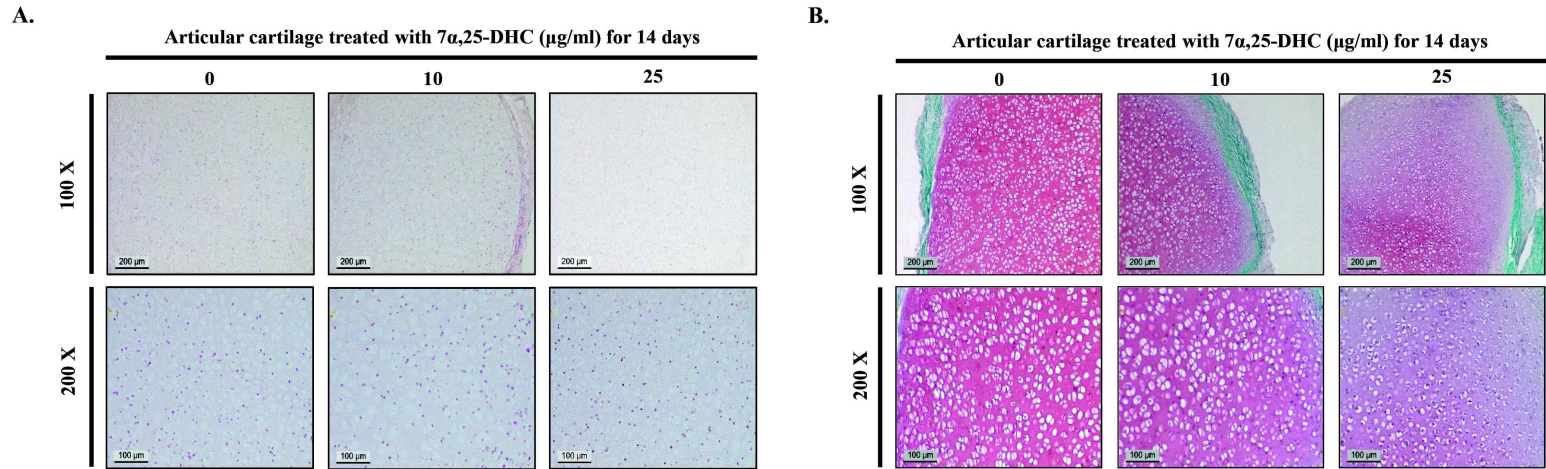 A.
Articular cartilage treated with 7α,25-DHC (μg/ml) for 14 days
0 10 25
100 X
200 µm 200 µm 200 µm
200 X
100 µm 100 µm 100 µm
B.
Articular cartilage treated with 7α,25-DHC (μg/ml) for 14 days
0 10 25
100 X
200 µm 200 µm 200 µm
200 X
100 µm 100 µm 100 µm